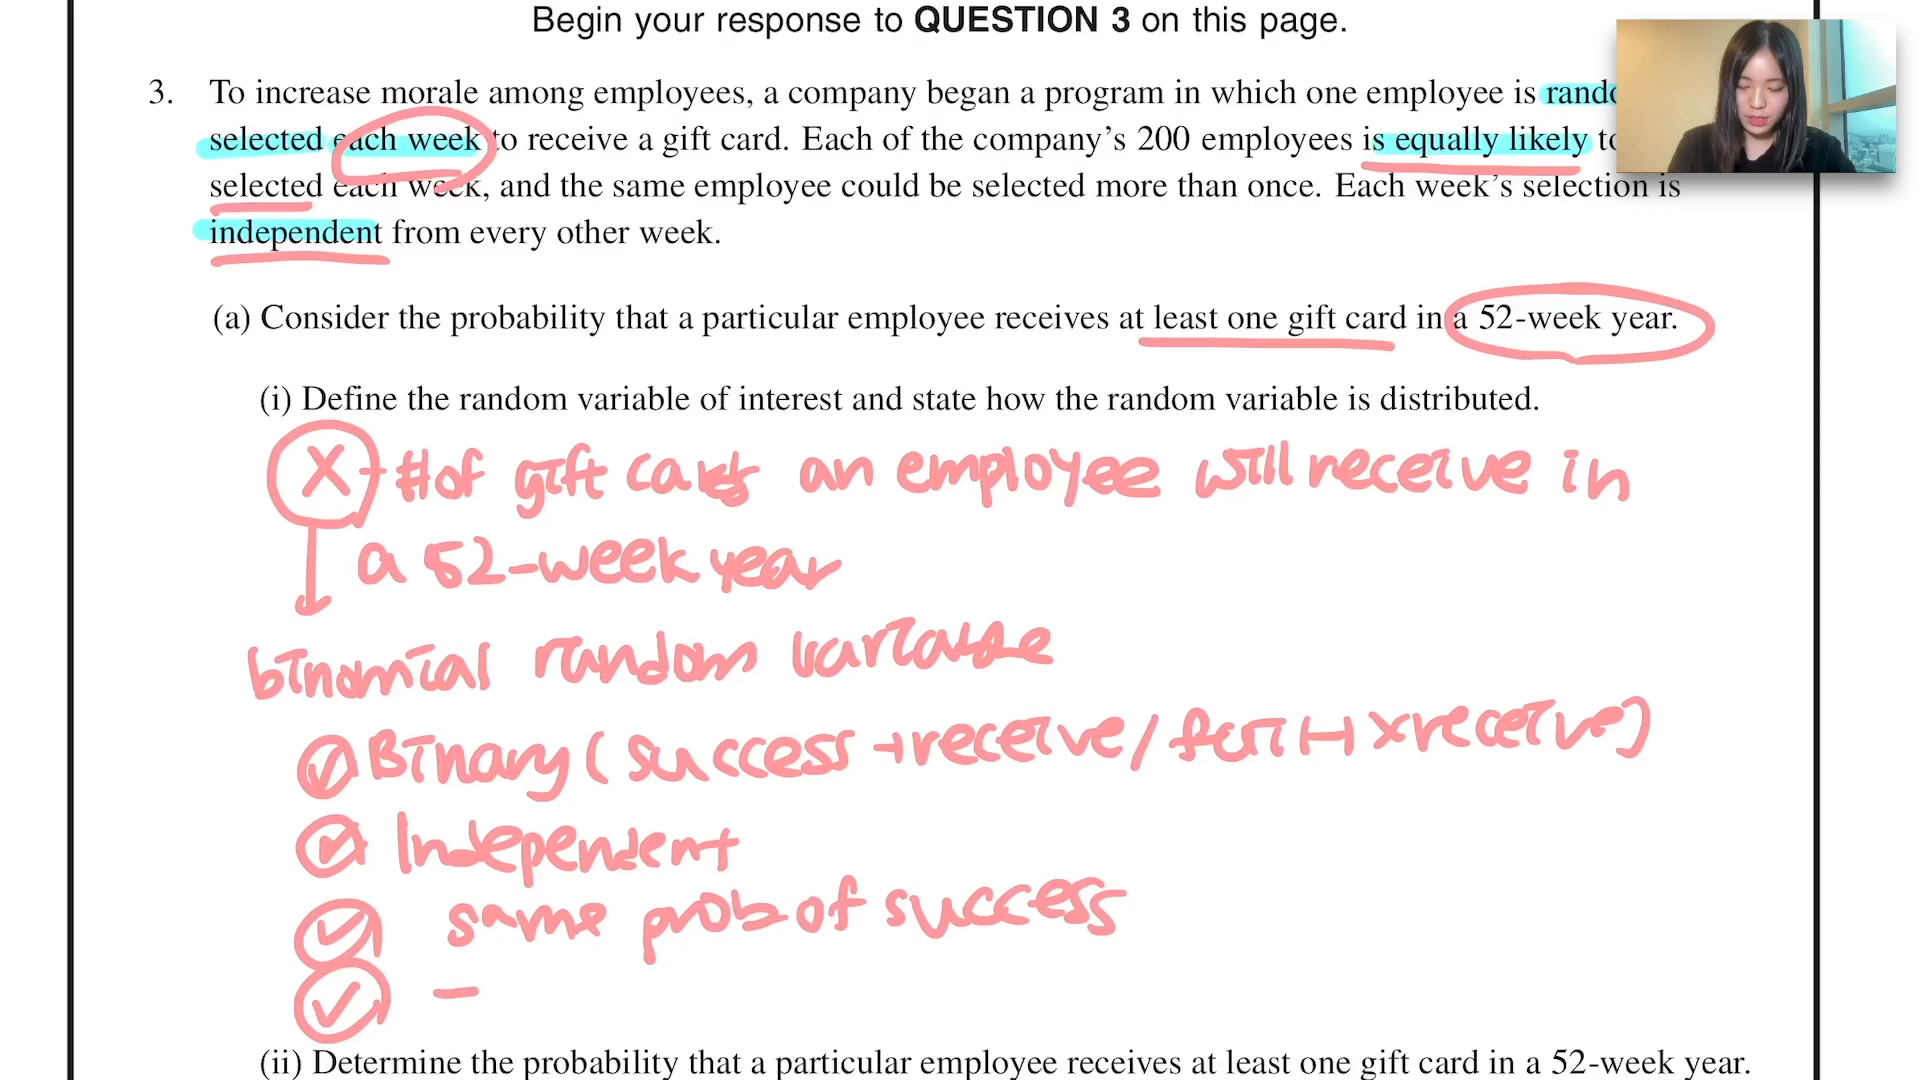 Begin your response to QUESTION 3 on this page.
3. To increase morale among employees, a company began a program in which one employee is rando
selected each week to receive a gift card. Each of the company’s 200 employees is equally likely to
selected each week, and the same employee could be selected more than once. Each week’s selection is
independent from every other week.
(a) Consider the probability that a particular employee receives at least one gift card in a 52-week year.
(i) Define the random variable of interest and state how the random variable is distributed.
X → # of gift cards an employee will receive in
a 52-week year
binomial random variable
Binary (success → receive / fail → X receive)
Independent
same prob of success
(ii) Determine the probability that a particular employee receives at least one gift card in a 52-week year.